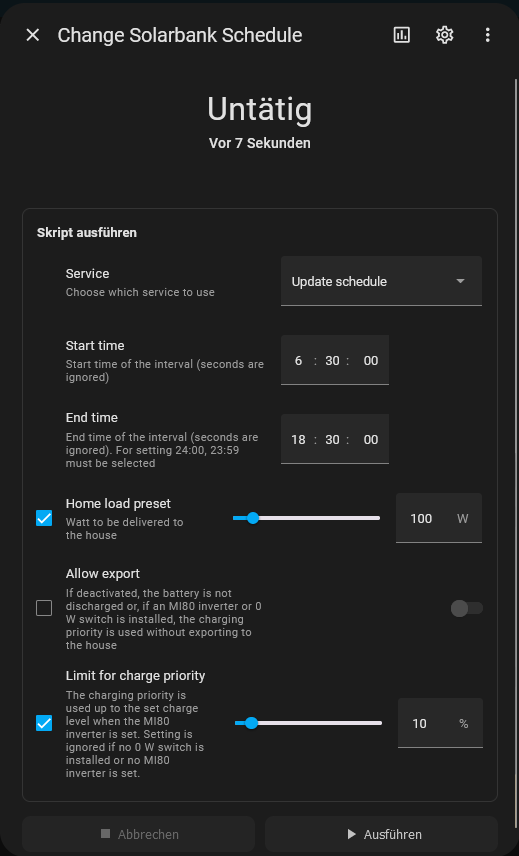 Change Solarbank Schedule
Untätig
Vor 7 Sekunden
Skript ausführen
Service
Choose which service to use
Update schedule
Start time
Start time of the interval (seconds are
ignored)
6 : 30 : 00
End time
End time of the interval (seconds are
ignored). For setting 24:00, 23:59
must be selected
18 : 30 : 00
Home load preset
Watt to be delivered to
the house
100 W
Allow export
If deactivated, the battery is not
discharged or, if an MI80 inverter or 0
W switch is installed, the charging
priority is used without exporting to
the house
Limit for charge priority
The charging priority is
used up to the set charge
level when the MI80
inverter is set. Setting is
ignored if no 0 W switch is
installed or no MI80
inverter is set.
10 %
Abbrechen
Ausführen